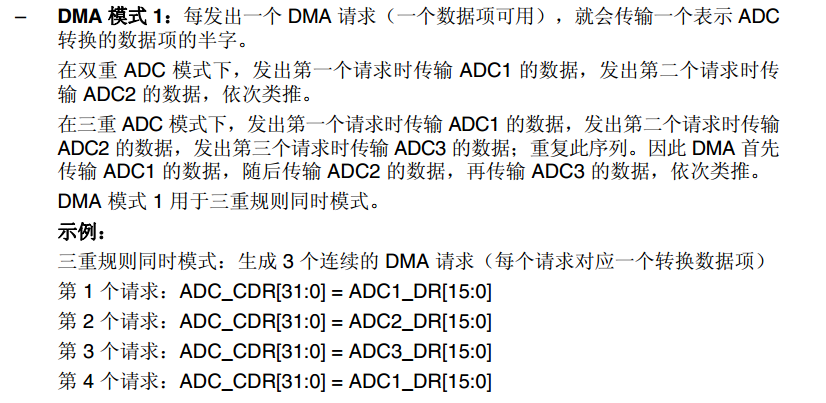 – DMA 模式 1：每发出一个 DMA 请求（一个数据项可用），就会传输一个表示 ADC
转换的数据项的半字。
在双重 ADC 模式下，发出第一个请求时传输 ADC1 的数据，发出第二个请求时传
输 ADC2 的数据，依次类推。
在三重 ADC 模式下，发出第一个请求时传输 ADC1 的数据，发出第二个请求时传输
ADC2 的数据，发出第三个请求时传输 ADC3 的数据；重复此序列。因此 DMA 首先
传输 ADC1 的数据，随后传输 ADC2 的数据，再传输 ADC3 的数据，依次类推。
DMA 模式 1 用于三重规则同时模式。
示例：
三重规则同时模式：生成 3 个连续的 DMA 请求（每个请求对应一个转换数据项）
第 1 个请求：ADC_CDR[31:0] = ADC1_DR[15:0]
第 2 个请求：ADC_CDR[31:0] = ADC2_DR[15:0]
第 3 个请求：ADC_CDR[31:0] = ADC3_DR[15:0]
第 4 个请求：ADC_CDR[31:0] = ADC1_DR[15:0]